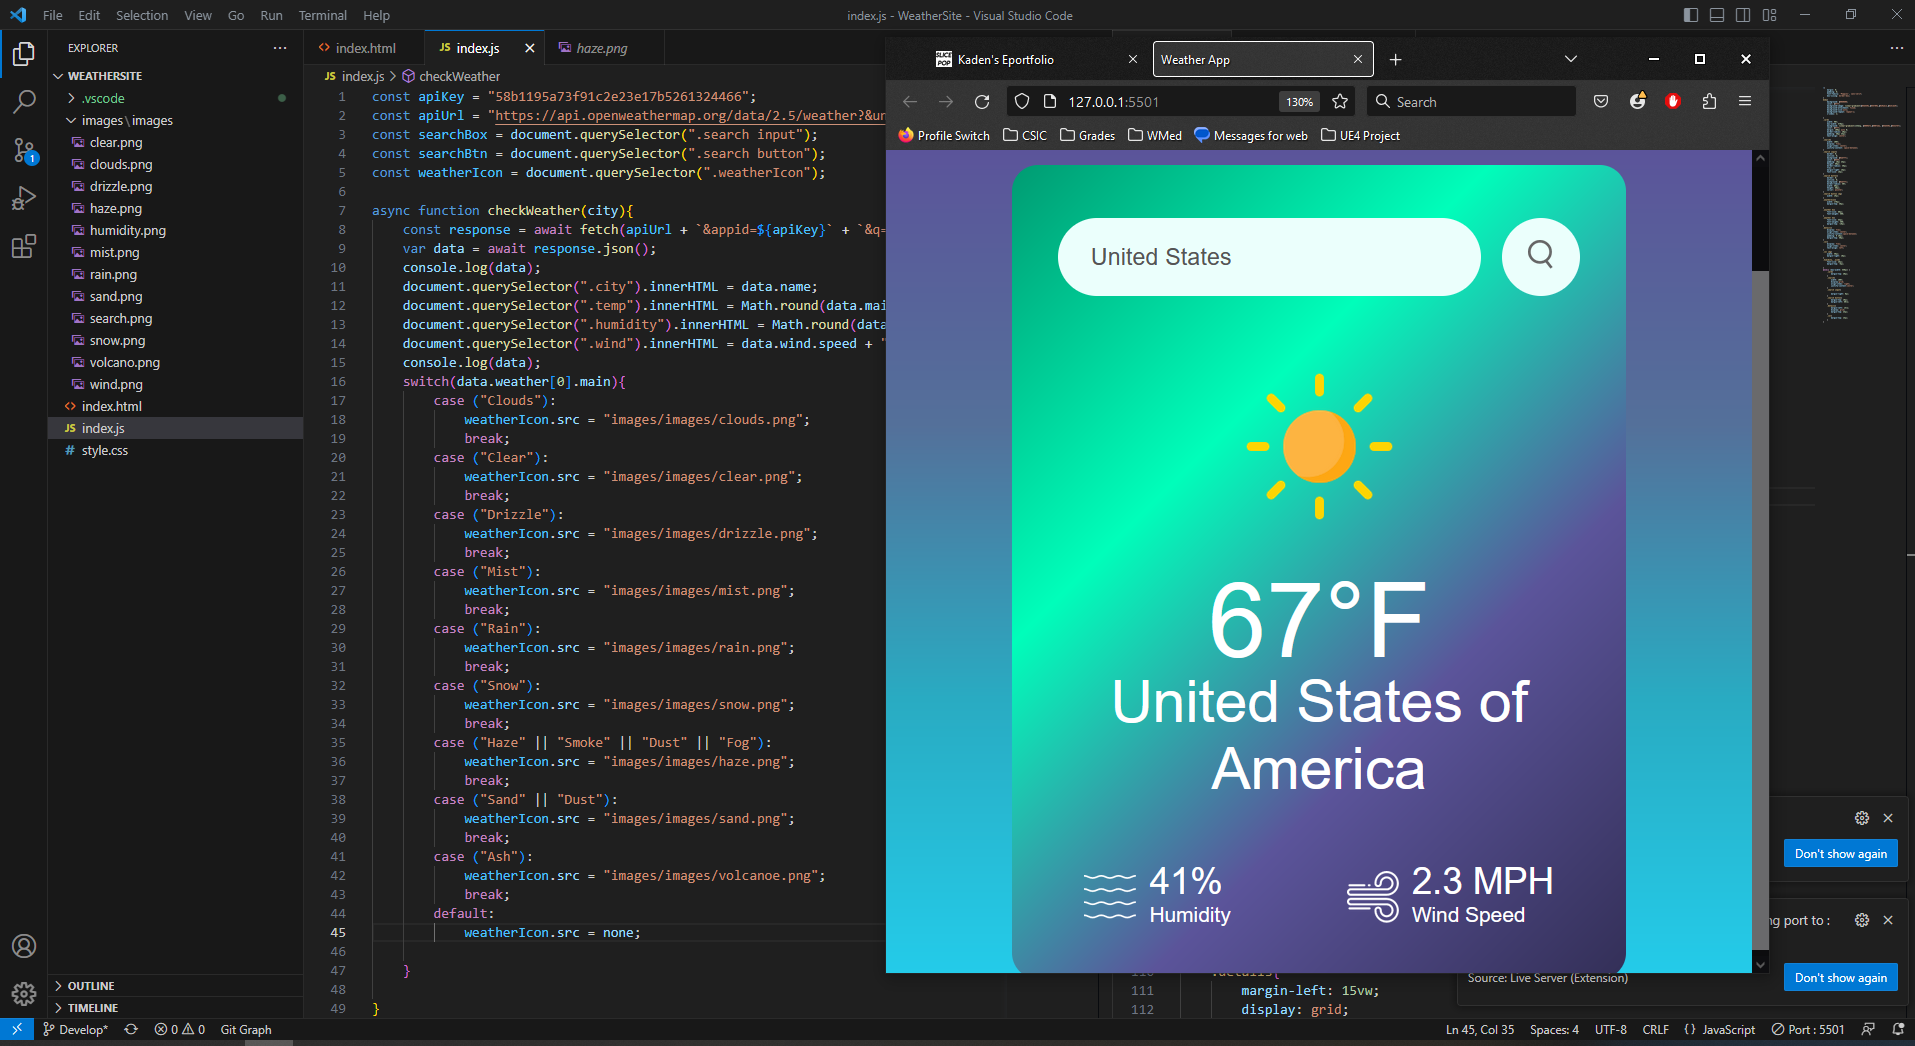 File Edit Selection View Go Run Terminal Help
index.js - WeatherSite - Visual Studio Code
EXPLORER
WEATHERSITE
.vscode
images\images
clear.png
clouds.png
drizzle.png
haze.png
humidity.png
mist.png
rain.png
sand.png
search.png
snow.png
volcano.png
wind.png
index.html
JS index.js
# style.css
OUTLINE
TIMELINE
index.html
JS index.js
haze.png
JS index.js > checkWeather
1 const apiKey = "58b1195a73f91c2e23e17b5261324466";
2 const apiUrl = "https://api.openweathermap.org/data/2.5/weather?&un
3 const searchBox = document.querySelector(".search input");
4 const searchBtn = document.querySelector(".search button");
5 const weatherIcon = document.querySelector(".weatherIcon");
6
7 async function checkWeather(city){
8 const response = await fetch(apiUrl + `&appid=${apiKey}` + `&q=
9 var data = await response.json();
10 console.log(data);
11 document.querySelector(".city").innerHTML = data.name;
12 document.querySelector(".temp").innerHTML = Math.round(data.mai
13 document.querySelector(".humidity").innerHTML = Math.round(data
14 document.querySelector(".wind").innerHTML = data.wind.speed + "
15 console.log(data);
16 switch(data.weather[0].main){
17 case ("Clouds"):
18 weatherIcon.src = "images/images/clouds.png";
19 break;
20 case ("Clear"):
21 weatherIcon.src = "images/images/clear.png";
22 break;
23 case ("Drizzle"):
24 weatherIcon.src = "images/images/drizzle.png";
25 break;
26 case ("Mist"):
27 weatherIcon.src = "images/images/mist.png";
28 break;
29 case ("Rain"):
30 weatherIcon.src = "images/images/rain.png";
31 break;
32 case ("Snow"):
33 weatherIcon.src = "images/images/snow.png";
34 break;
35 case ("Haze" || "Smoke" || "Dust" || "Fog"):
36 weatherIcon.src = "images/images/haze.png";
37 break;
38 case ("Sand" || "Dust"):
39 weatherIcon.src = "images/images/sand.png";
40 break;
41 case ("Ash"):
42 weatherIcon.src = "images/images/volcanoe.png";
43 break;
44 default:
45 weatherIcon.src = none;
46
47 }
48
49 }
SLICE POP Kaden's Eportfolio
Weather App
127.0.0.1:5501 130%
Search
Profile Switch CSIC Grades WMed Messages for web UE4 Project
United States
67°F
United States of
America
41%
Humidity
2.3 MPH
Wind Speed
Don't show again
ng port to :
Source: Live Server (Extension)
Don't show again
110 .details{
111 margin-left: 15vw;
112 display: grid;
1
Develop* 0 0 Git Graph
Ln 45, Col 35 Spaces: 4 UTF-8 CRLF {} JavaScript Port : 5501